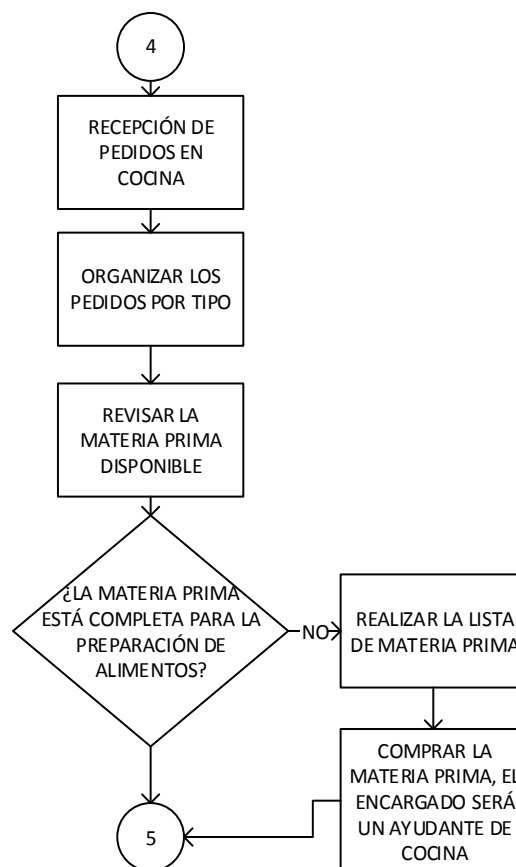 4
RECEPCIÓN DE
PEDIDOS EN
COCINA
ORGANIZAR LOS
PEDIDOS POR TIPO
REVISAR LA
MATERIA PRIMA
DISPONIBLE
¿LA MATERIA PRIMA
ESTÁ COMPLETA PARA LA
PREPARACIÓN DE
ALIMENTOS?
NO
REALIZAR LA LISTA
DE MATERIA PRIMA
COMPRAR LA
MATERIA PRIMA, EL
ENCARGADO SERÁ
UN AYUDANTE DE
COCINA
5